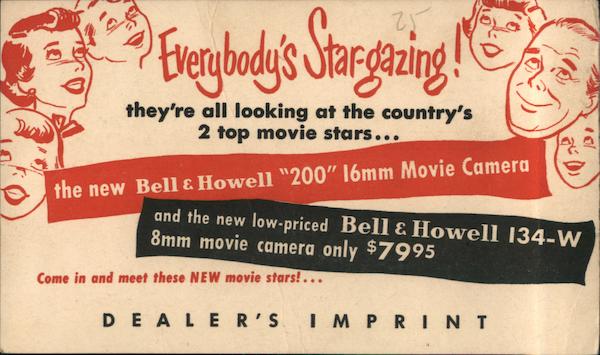 25
Everybody's Star-gazing!
they're all looking at the country's
2 top movie stars...
the new Bell & Howell "200" 16mm Movie Camera
and the new low-priced Bell & Howell 134-W
8mm movie camera only $7995
Come in and meet these NEW movie stars!...
DEALER'S IMPRINT